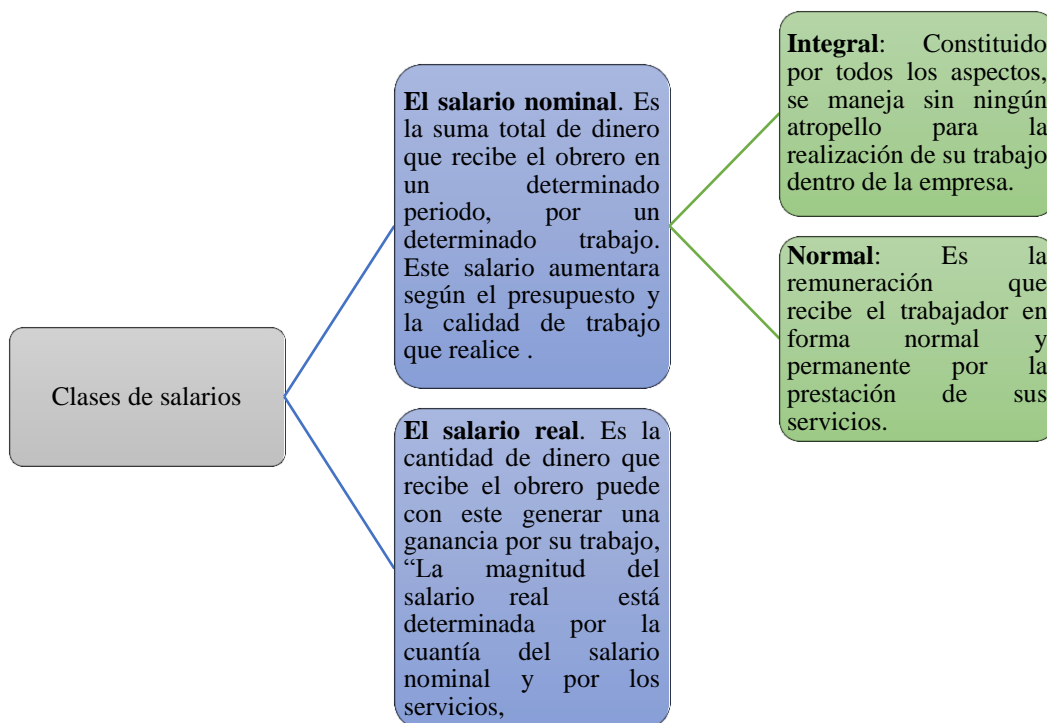 Clases de salarios
El salario nominal. Es
la suma total de dinero
que recibe el obrero en
un determinado
periodo, por un
determinado trabajo.
Este salario aumentara
según el presupuesto y
la calidad de trabajo
que realice .
Integral: Constituido
por todos los aspectos,
se maneja sin ningún
atropello para la
realización de su trabajo
dentro de la empresa.
Normal: Es la
remuneración que
recibe el trabajador en
forma normal y
permanente por la
prestación de sus
servicios.
El salario real. Es la
cantidad de dinero que
recibe el obrero puede
con este generar una
ganancia por su trabajo,
“La magnitud del
salario real está
determinada por la
cuantía del salario
nominal y por los
servicios,